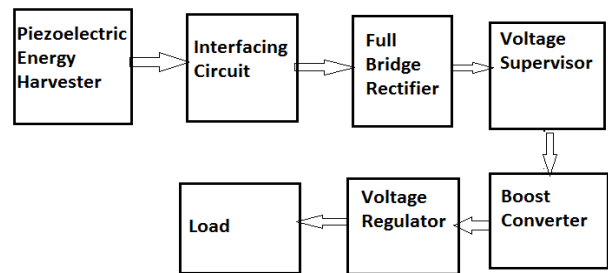 Piezoelectric
Energy
Harvester
Interfacing
Circuit
Full
Bridge
Rectifier
Voltage
Supervisor
Boost
Converter
Voltage
Regulator
Load